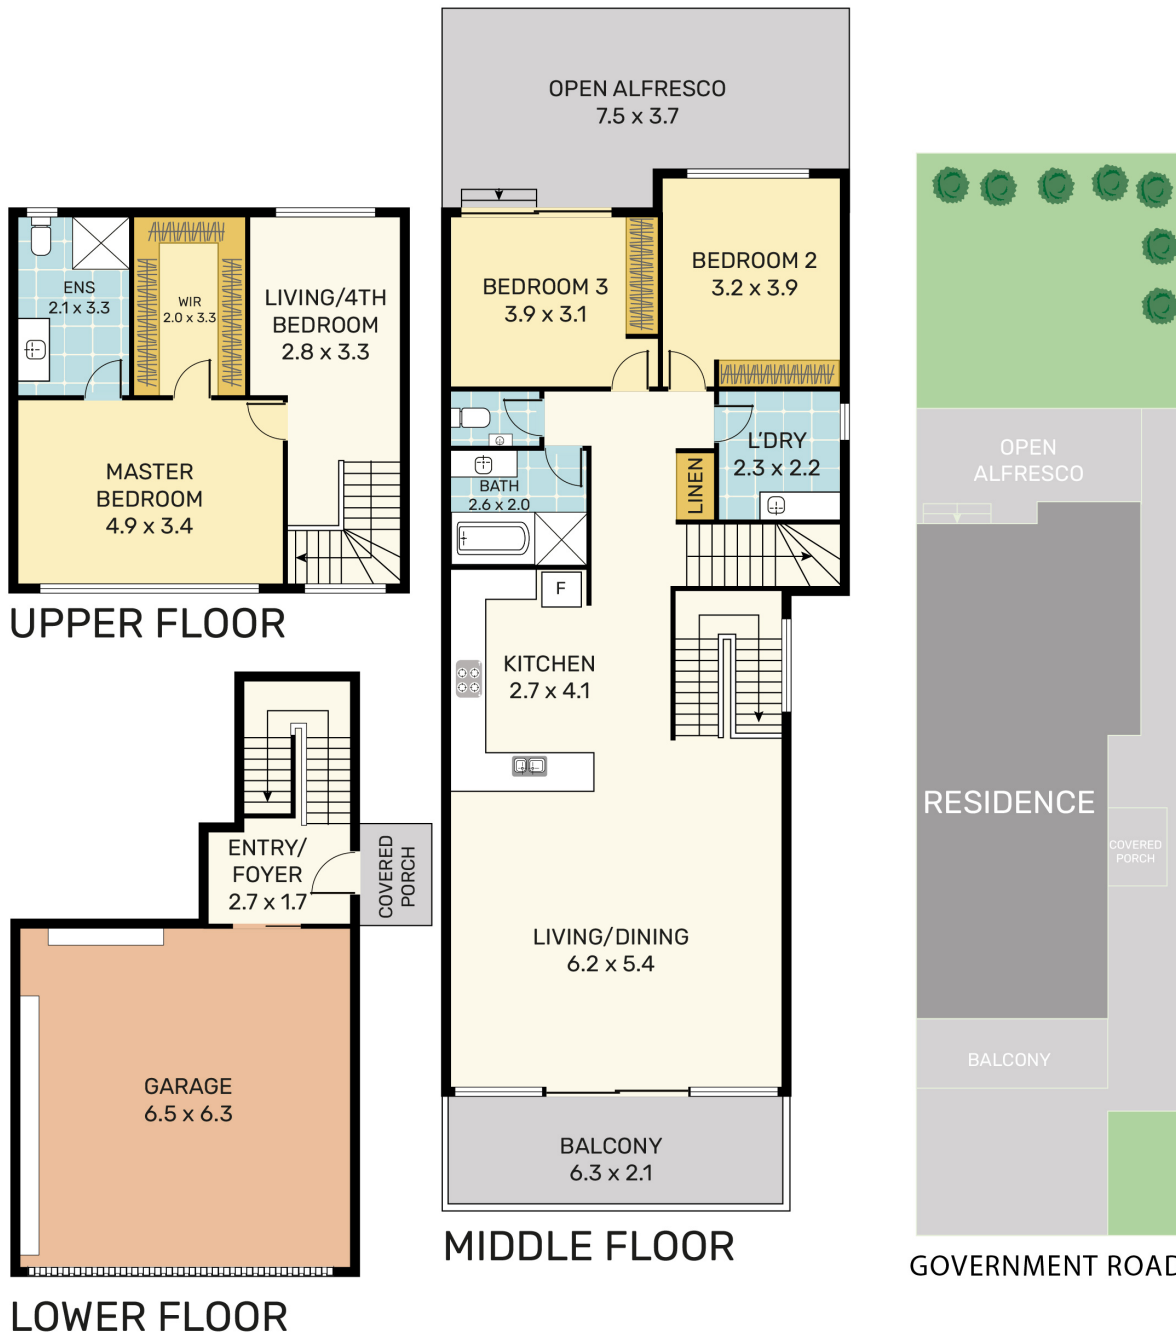 ENS
2.1 x 3.3
WIR
2.0 x 3.3
LIVING/4TH
BEDROOM
2.8 x 3.3
MASTER
BEDROOM
4.9 x 3.4
UPPER FLOOR
ENTRY/
FOYER
2.7 x 1.7
COVERED
PORCH
GARAGE
6.5 x 6.3
LOWER FLOOR
OPEN ALFRESCO
7.5 x 3.7
BEDROOM 3
3.9 x 3.1
BEDROOM 2
3.2 x 3.9
L'DRY
2.3 x 2.2
LINEN
BATH
2.6 x 2.0
F
KITCHEN
2.7 x 4.1
LIVING/DINING
6.2 x 5.4
BALCONY
6.3 x 2.1
MIDDLE FLOOR
OPEN
ALFRESCO
RESIDENCE
COVERED
PORCH
BALCONY
GOVERNMENT ROAD